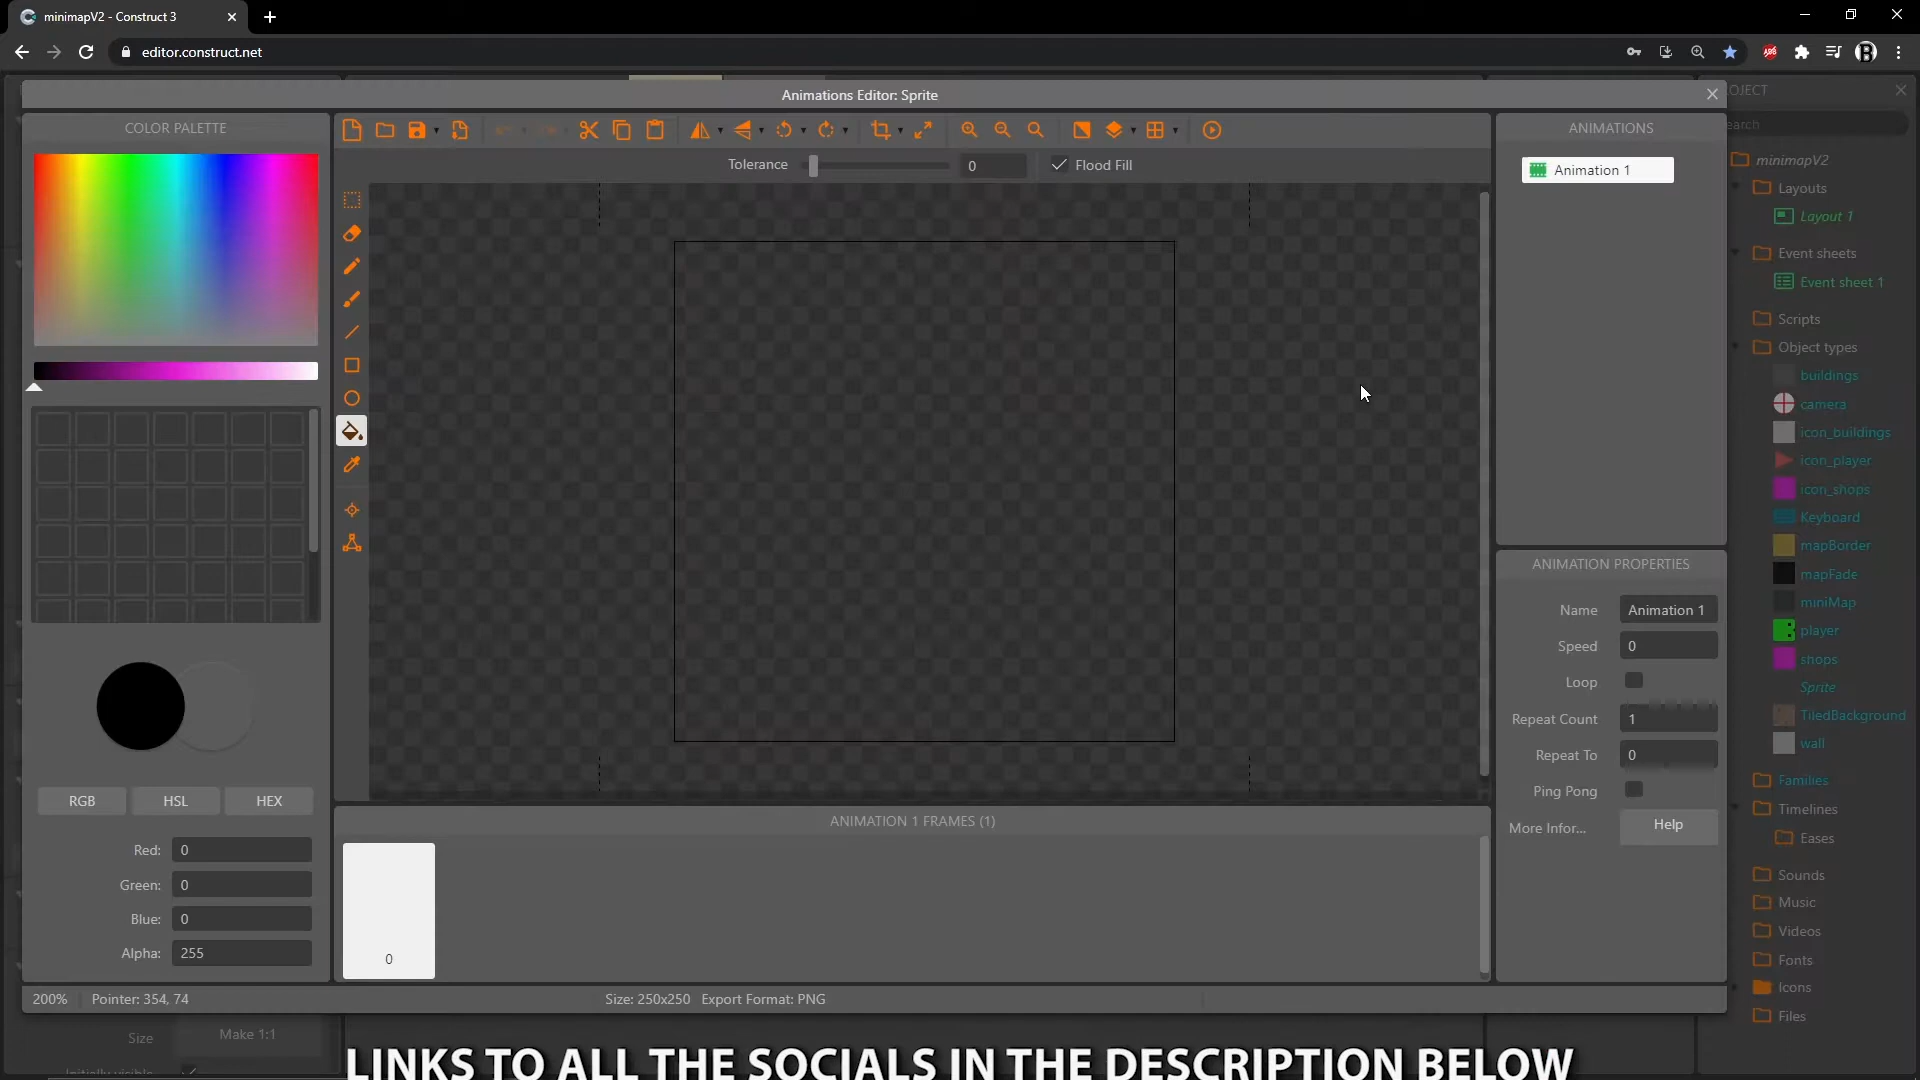 minimapV2 - Construct 3
editor.construct.net
Animations Editor: Sprite
COLOR PALETTE
Tolerance
0
Flood Fill
ANIMATIONS
Animation 1
OJECT
earch
minimapV2
Layouts
Layout 1
Event sheets
Event sheet 1
Scripts
Object types
buildings
camera
icon_buildings
icon_player
icon_shops
Keyboard
mapBorder
mapFade
miniMap
player
shops
Sprite
TiledBackground
wall
Families
Timelines
Eases
Sounds
Music
Videos
Fonts
Icons
Files
ANIMATION PROPERTIES
Name Animation 1
Speed 0
Loop
Repeat Count 1
Repeat To 0
Ping Pong
More Infor... Help
RGB HSL HEX
Red: 0
Green: 0
Blue: 0
Alpha: 255
ANIMATION 1 FRAMES (1)
0
200% Pointer: 354, 74 Size: 250x250 Export Format: PNG
Size Make 1:1
Initially visible
LINKS TO ALL THE SOCIALS IN THE DESCRIPTION BELOW